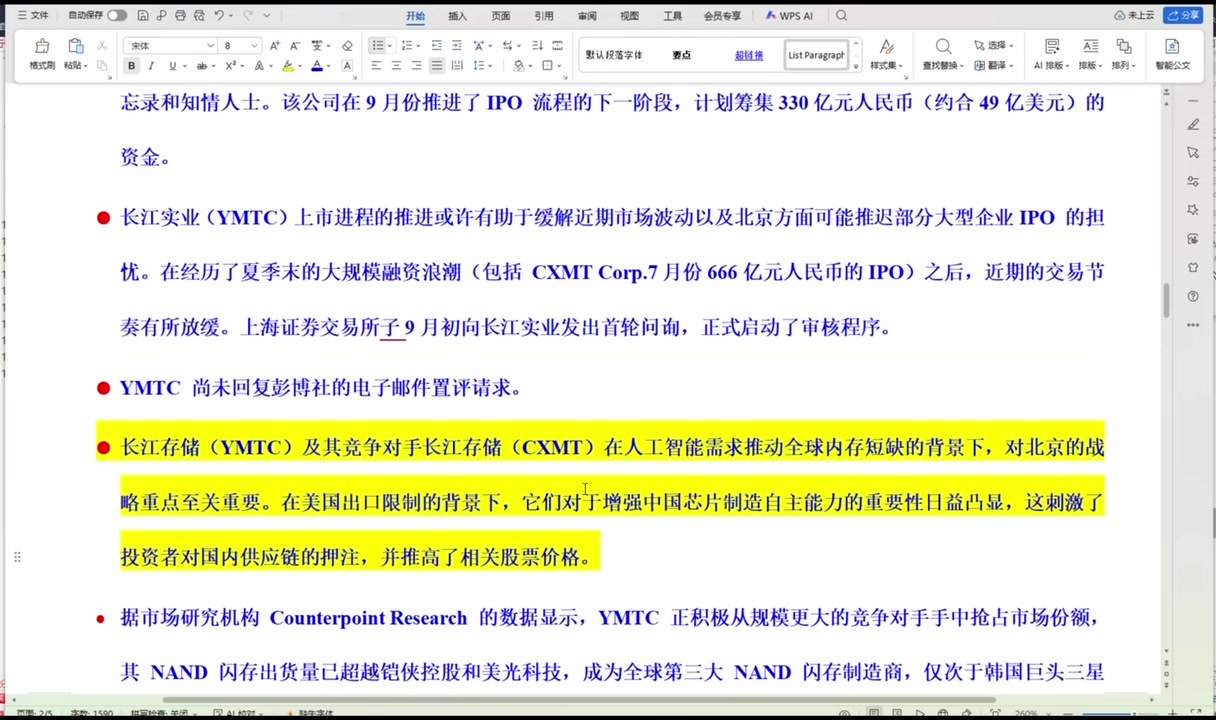 文件 自动保存 开始 插入 页面 引用 审阅 视图 工具 会员专享 WPS AI 未上云 分享
格式刷 粘贴 宋体 8 默认段落字体 要点 超链接 List Paragraph 样式集 查找替换 选择 翻译 AI 排版 排版 排列 智能公文
忘录和知情人士。该公司在 9 月份推进了 IPO 流程的下一阶段，计划筹集 330 亿元人民币（约合 49 亿美元）的
资金。
长江实业（YMTC）上市进程的推进或许有助于缓解近期市场波动以及北京方面可能推迟部分大型企业 IPO 的担
忧。在经历了夏季末的大规模融资浪潮（包括 CXMT Corp.7 月份 666 亿元人民币的 IPO）之后，近期的交易节
奏有所放缓。上海证券交易所子 9 月初向长江实业发出首轮问询，正式启动了审核程序。
YMTC 尚未回复彭博社的电子邮件置评请求。
长江存储（YMTC）及其竞争对手长江存储（CXMT）在人工智能需求推动全球内存短缺的背景下，对北京的战
略重点至关重要。在美国出口限制的背景下，它们对于增强中国芯片制造自主能力的重要性日益凸显，这刺激了
投资者对国内供应链的押注，并推高了相关股票价格。
据市场研究机构 Counterpoint Research 的数据显示，YMTC 正积极从规模更大的竞争对手手中抢占市场份额，
其 NAND 闪存出货量已超越铠侠控股和美光科技，成为全球第三大 NAND 闪存制造商，仅次于韩国巨头三星
页面: 2/5 字数: 1590 拼写检查: 关闭 AI 校对 缺失字体 260%